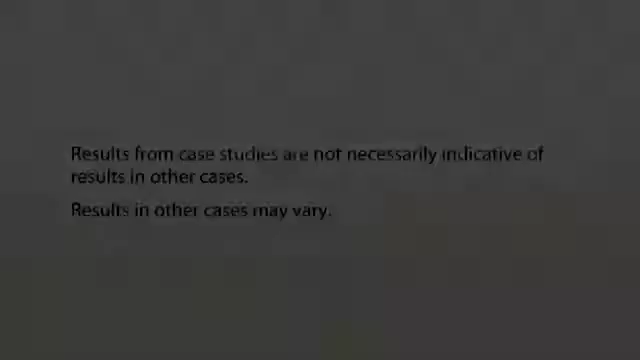 Results from case studies are not necessarily indicative of
results in other cases.
Results in other cases may vary.